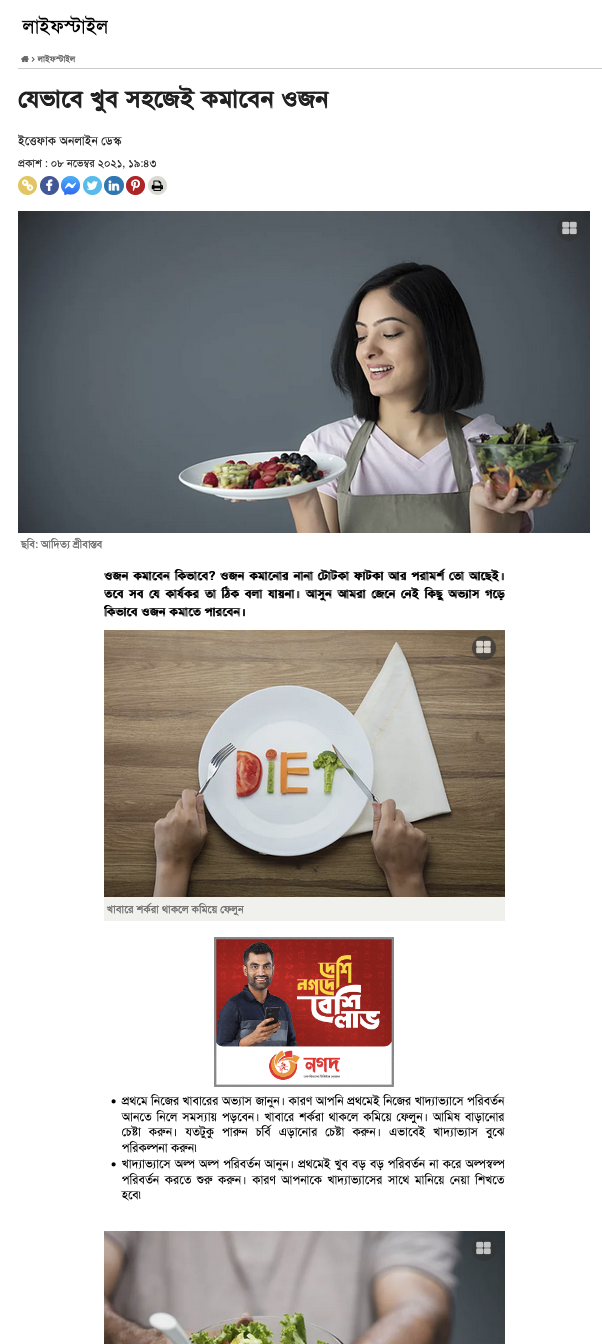 লাইফস্টাইল
› লাইফস্টাইল
যেভাবে খুব সহজেই কমাবেন ওজন
ইত্তেফাক অনলাইন ডেস্ক
প্রকাশ : ০৮ নভেম্বর ২০২১, ১৯:৪৩
ছবি: আদিত্য শ্রীবাস্তব
ওজন কমাবেন কিভাবে? ওজন কমানোর নানা টোটকা ফাটকা আর পরামর্শ তো আছেই।
তবে সব যে কার্যকর তা ঠিক বলা যায়না। আসুন আমরা জেনে নেই কিছু অভ্যাস গড়ে
কিভাবে ওজন কমাতে পারবেন।
DIET
খাবারে শর্করা থাকলে কমিয়ে ফেলুন
দেশি
নগদে
বেশি
লাভ
নগদ
• প্রথমে নিজের খাবারের অভ্যাস জানুন। কারণ আপনি প্রথমেই নিজের খাদ্যাভ্যাসে পরিবর্তন
আনতে নিলে সমস্যায় পড়বেন। খাবারে শর্করা থাকলে কমিয়ে ফেলুন। আমিষ বাড়ানোর
চেষ্টা করুন। যতটুকু পারুন চর্বি এড়ানোর চেষ্টা করুন। এভাবেই খাদ্যাভ্যাস বুঝে
পরিকল্পনা করুন৷
• খাদ্যাভ্যাসে অল্প অল্প পরিবর্তন আনুন। প্রথমেই খুব বড় বড় পরিবর্তন না করে অল্পস্বল্প
পরিবর্তন করতে শুরু করুন। কারণ আপনাকে খাদ্যাভ্যাসের সাথে মানিয়ে নেয়া শিখতে
হবে৷